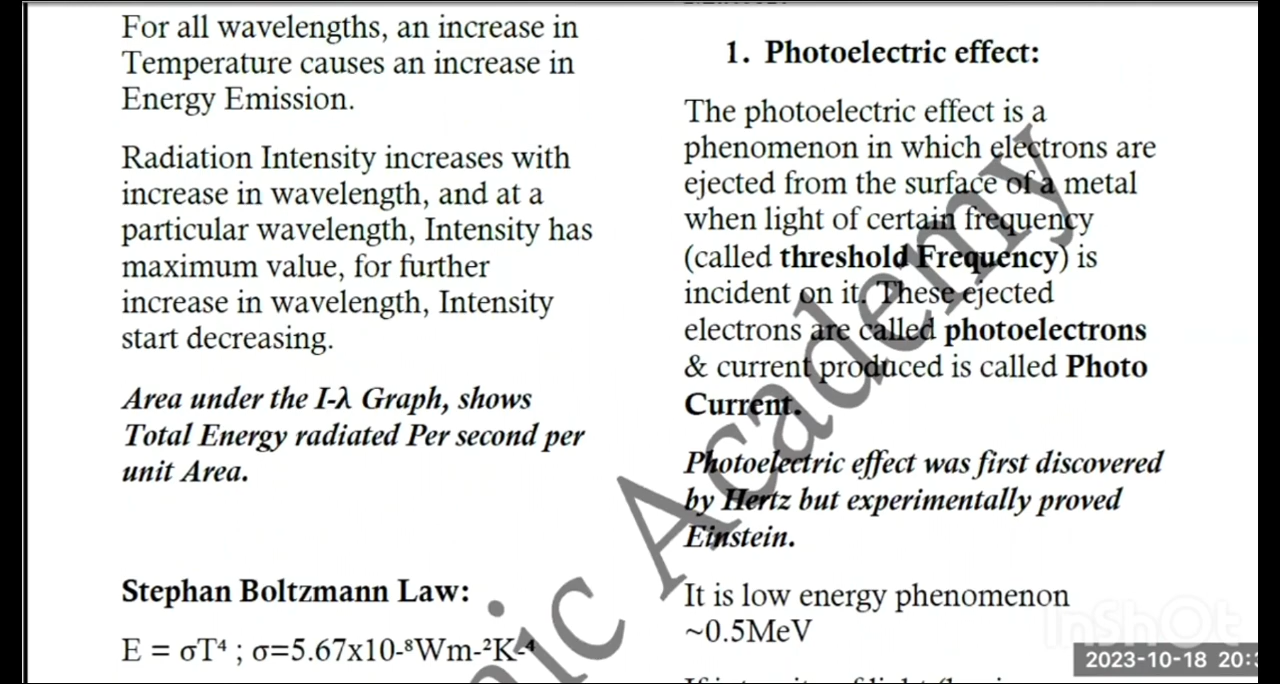 For all wavelengths, an increase in
Temperature causes an increase in
Energy Emission.
Radiation Intensity increases with
increase in wavelength, and at a
particular wavelength, Intensity has
maximum value, for further
increase in wavelength, Intensity
start decreasing.
Area under the I-λ Graph, shows
Total Energy radiated Per second per
unit Area.
Stephan Boltzmann Law:
E = σT⁴ ; σ=5.67x10-⁸Wm-²K-⁴
1. Photoelectric effect:
The photoelectric effect is a
phenomenon in which electrons are
ejected from the surface of a metal
when light of certain frequency
(called threshold Frequency) is
incident on it. These ejected
electrons are called photoelectrons
& current produced is called Photo
Current.
Photoelectric effect was first discovered
by Hertz but experimentally proved
Einstein.
It is low energy phenomenon
~0.5MeV
Academy
InShOt
2023-10-18 20: